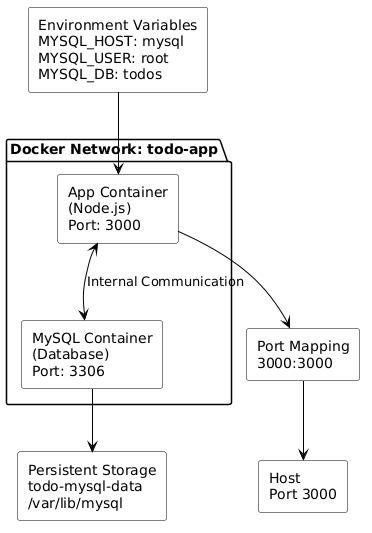 Environment Variables
MYSQL_HOST: mysql
MYSQL_USER: root
MYSQL_DB: todos
Docker Network: todo-app
App Container
(Node.js)
Port: 3000
Internal Communication
MySQL Container
(Database)
Port: 3306
Port Mapping
3000:3000
Persistent Storage
todo-mysql-data
/var/lib/mysql
Host
Port 3000